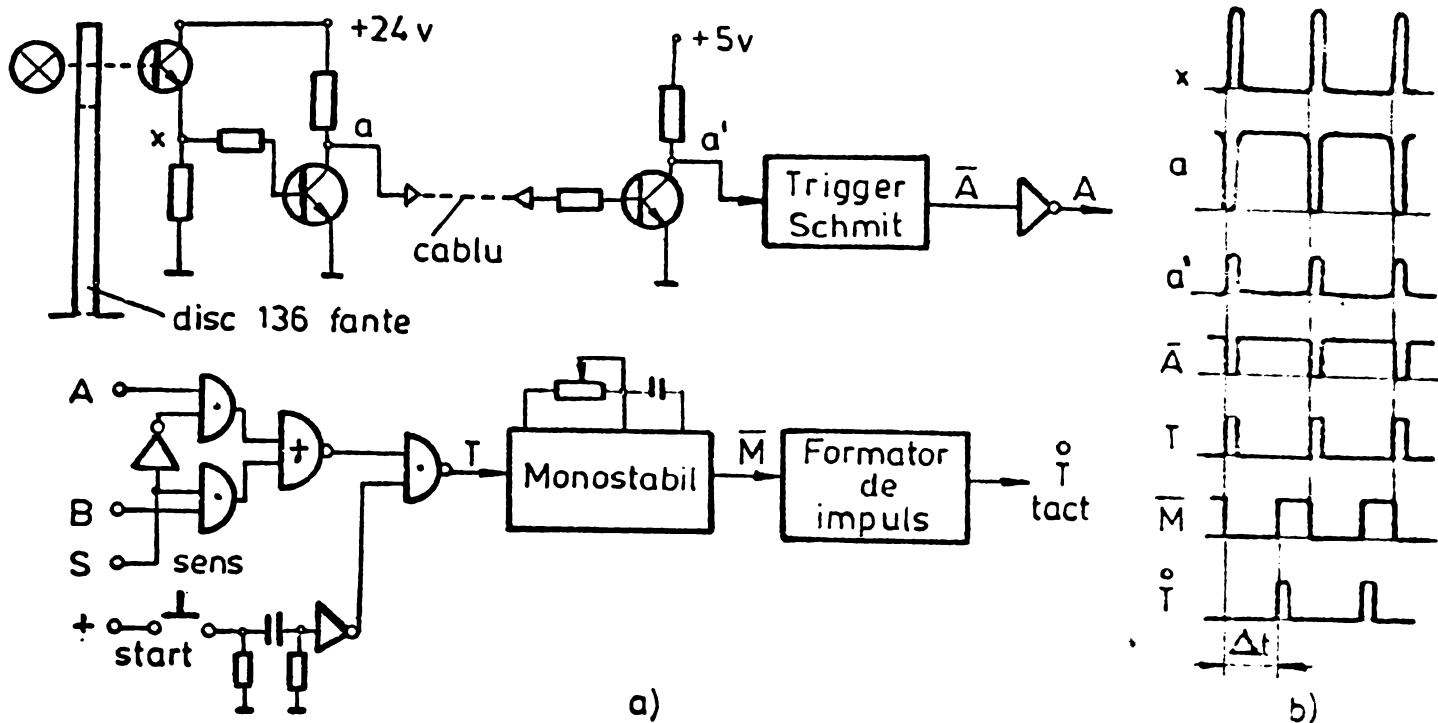 +24v
+5v
x
a
a'
Trigger
Schmit
A̅
A
cablu
disc 136 fante
A
B
S
sens
+
start
·
·
+
·
T
Monostabil
M̅
Formator
de
impuls
T̊
tact
a)
x
a
a'
A̅
T
M̅
T̊
Δt
b)